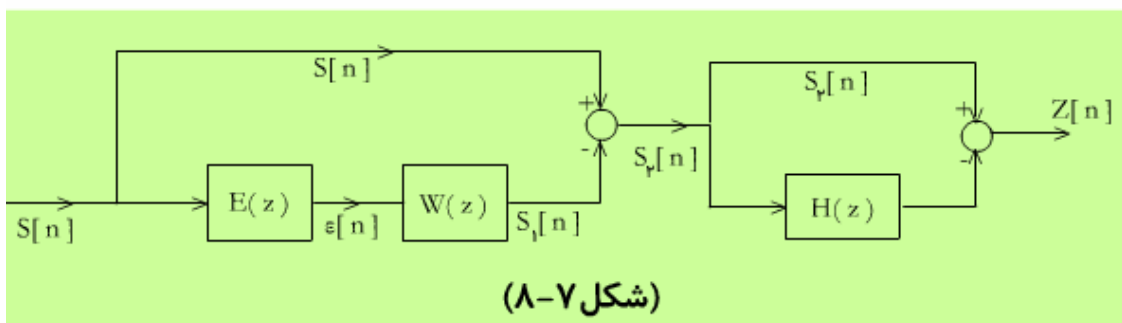 S[n]
S[n]
E(z)
ε[n]
W(z)
S₁[n]
S₂[n]
S₂[n]
H(z)
Z[n]
+
-
+
-
(شکل۷-۸)